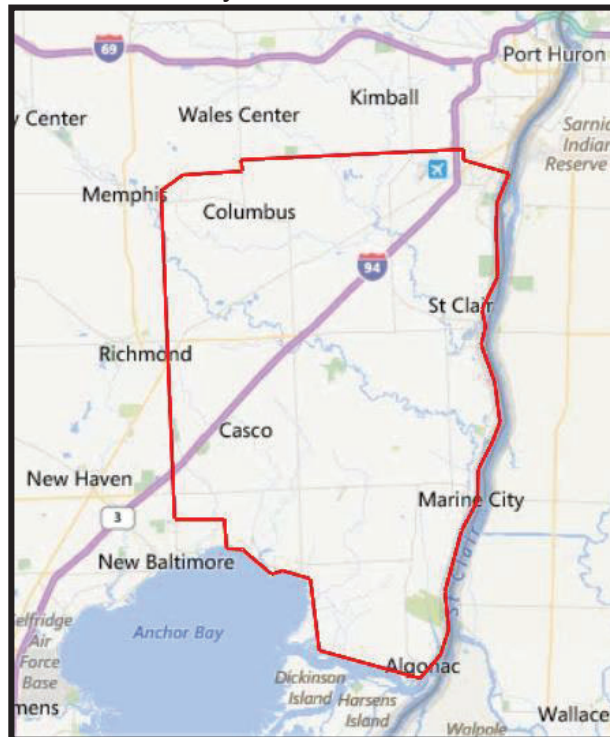 69
Port Huron
Kimball
y Center
Wales Center
Sarnia
Indian
Reserve
Memphis
Columbus
94
St Clair
Richmond
Casco
New Haven
Marine City
3
New Baltimore
St Clair
elfridge
Air
Force
Base
Anchor Bay
Algonac
Dickinson
Island
Harsens
Island
mens
Walpole
Wallace